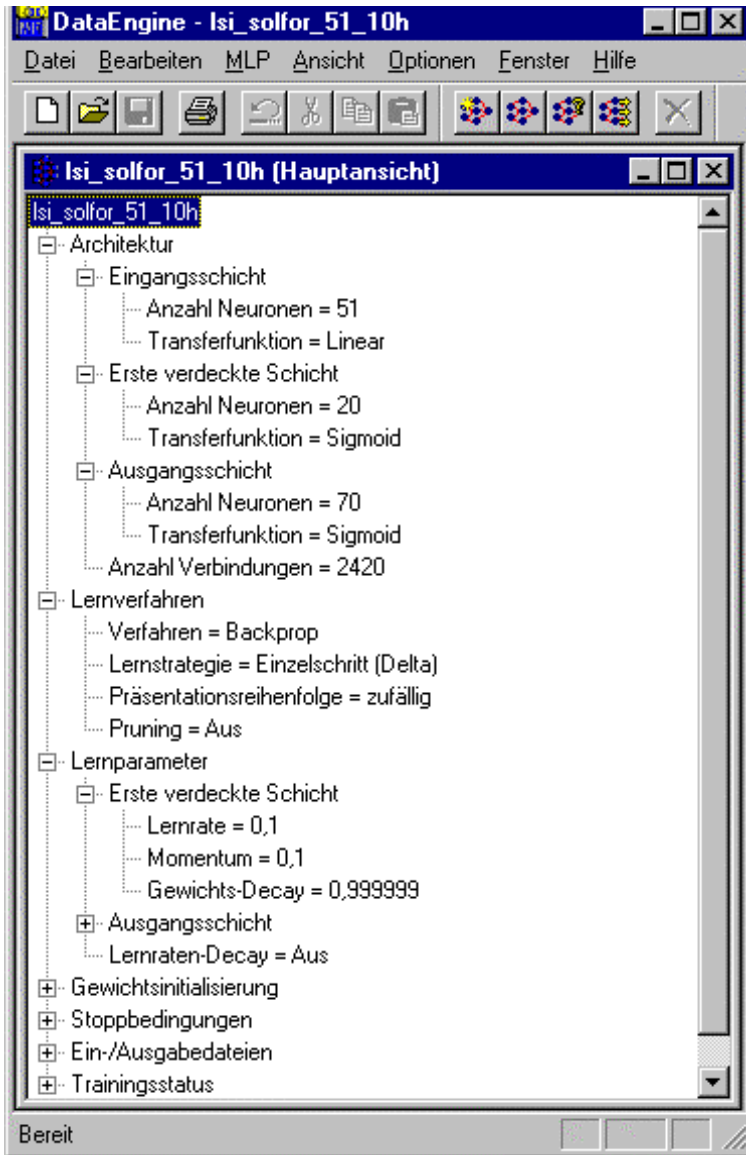 DataEngine - lsi_solfor_51_10h
Datei Bearbeiten MLP Ansicht Optionen Fenster Hilfe
lsi_solfor_51_10h (Hauptansicht)
lsi_solfor_51_10h
Architektur
Eingangsschicht
Anzahl Neuronen = 51
Transferfunktion = Linear
Erste verdeckte Schicht
Anzahl Neuronen = 20
Transferfunktion = Sigmoid
Ausgangsschicht
Anzahl Neuronen = 70
Transferfunktion = Sigmoid
Anzahl Verbindungen = 2420
Lernverfahren
Verfahren = Backprop
Lernstrategie = Einzelschritt (Delta)
Präsentationsreihenfolge = zufällig
Pruning = Aus
Lernparameter
Erste verdeckte Schicht
Lernrate = 0,1
Momentum = 0,1
Gewichts-Decay = 0,999999
Ausgangsschicht
Lernraten-Decay = Aus
Gewichtsinitialisierung
Stoppbedingungen
Ein-/Ausgabedateien
Trainingsstatus
Bereit